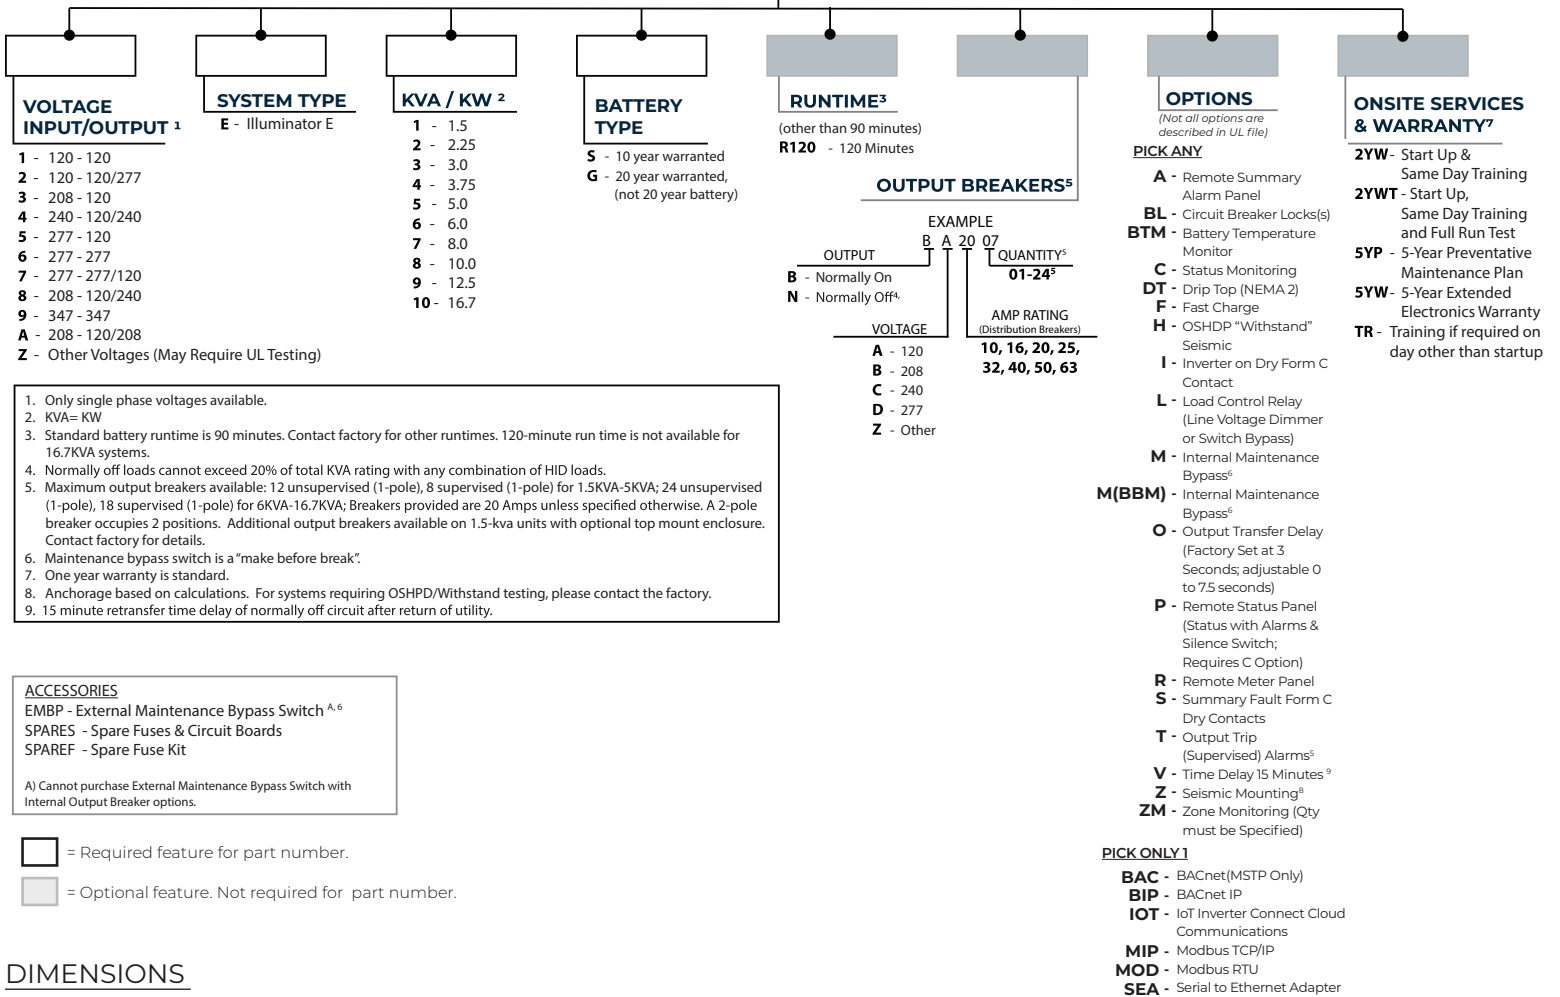 VOLTAGE
INPUT/OUTPUT ¹
1 - 120 - 120
2 - 120 - 120/277
3 - 208 - 120
4 - 240 - 120/240
5 - 277 - 120
6 - 277 - 277
7 - 277 - 277/120
8 - 208 - 120/240
9 - 347 - 347
A - 208 - 120/208
Z - Other Voltages (May Require UL Testing)
SYSTEM TYPE
E - Illuminator E
KVA / KW ²
1 - 1.5
2 - 2.25
3 - 3.0
4 - 3.75
5 - 5.0
6 - 6.0
7 - 8.0
8 - 10.0
9 - 12.5
10 - 16.7
BATTERY
TYPE
S - 10 year warranted
G - 20 year warranted,
(not 20 year battery)
RUNTIME³
(other than 90 minutes)
R120 - 120 Minutes
OUTPUT BREAKERS⁵
EXAMPLE
B A 20 07
OUTPUT
B - Normally On
N - Normally Off⁴·
QUANTITY⁵
01-24⁵
VOLTAGE
A - 120
B - 208
C - 240
D - 277
Z - Other
AMP RATING
(Distribution Breakers)
10, 16, 20, 25,
32, 40, 50, 63
OPTIONS
(Not all options are
described in UL file)
PICK ANY
A - Remote Summary
Alarm Panel
BL - Circuit Breaker Locks(s)
BTM - Battery Temperature
Monitor
C - Status Monitoring
DT - Drip Top (NEMA 2)
F - Fast Charge
H - OSHDP “Withstand”
Seismic
I - Inverter on Dry Form C
Contact
L - Load Control Relay
(Line Voltage Dimmer
or Switch Bypass)
M - Internal Maintenance
Bypass⁶
M(BBM) - Internal Maintenance
Bypass⁶
O - Output Transfer Delay
(Factory Set at 3
Seconds; adjustable 0
to 7.5 seconds)
P - Remote Status Panel
(Status with Alarms &
Silence Switch;
Requires C Option)
R - Remote Meter Panel
S - Summary Fault Form C
Dry Contacts
T - Output Trip
(Supervised) Alarms⁵
V - Time Delay 15 Minutes ⁹
Z - Seismic Mounting⁸
ZM - Zone Monitoring (Qty
must be Specified)
PICK ONLY 1
BAC - BACnet(MSTP Only)
BIP - BACnet IP
IOT - IoT Inverter Connect Cloud
Communications
MIP - Modbus TCP/IP
MOD - Modbus RTU
SEA - Serial to Ethernet Adapter
ONSITE SERVICES
& WARRANTY⁷
2YW- Start Up &
Same Day Training
2YWT - Start Up,
Same Day Training
and Full Run Test
5YP - 5-Year Preventative
Maintenance Plan
5YW- 5-Year Extended
Electronics Warranty
TR - Training if required on
day other than startup
1. Only single phase voltages available.
2. KVA= KW
3. Standard battery runtime is 90 minutes. Contact factory for other runtimes. 120-minute run time is not available for
16.7KVA systems.
4. Normally off loads cannot exceed 20% of total KVA rating with any combination of HID loads.
5. Maximum output breakers available: 12 unsupervised (1-pole), 8 supervised (1-pole) for 1.5KVA-5KVA; 24 unsupervised
(1-pole), 18 supervised (1-pole) for 6KVA-16.7KVA; Breakers provided are 20 Amps unless specified otherwise. A 2-pole
breaker occupies 2 positions. Additional output breakers available on 1.5-kva units with optional top mount enclosure.
Contact factory for details.
6. Maintenance bypass switch is a “make before break”.
7. One year warranty is standard.
8. Anchorage based on calculations. For systems requiring OSHPD/Withstand testing, please contact the factory.
9. 15 minute retransfer time delay of normally off circuit after return of utility.
ACCESSORIES
EMBP - External Maintenance Bypass Switch ᴬ, ⁶
SPARES - Spare Fuses & Circuit Boards
SPAREF - Spare Fuse Kit
A) Cannot purchase External Maintenance Bypass Switch with
Internal Output Breaker options.
= Required feature for part number.
= Optional feature. Not required for part number.
DIMENSIONS